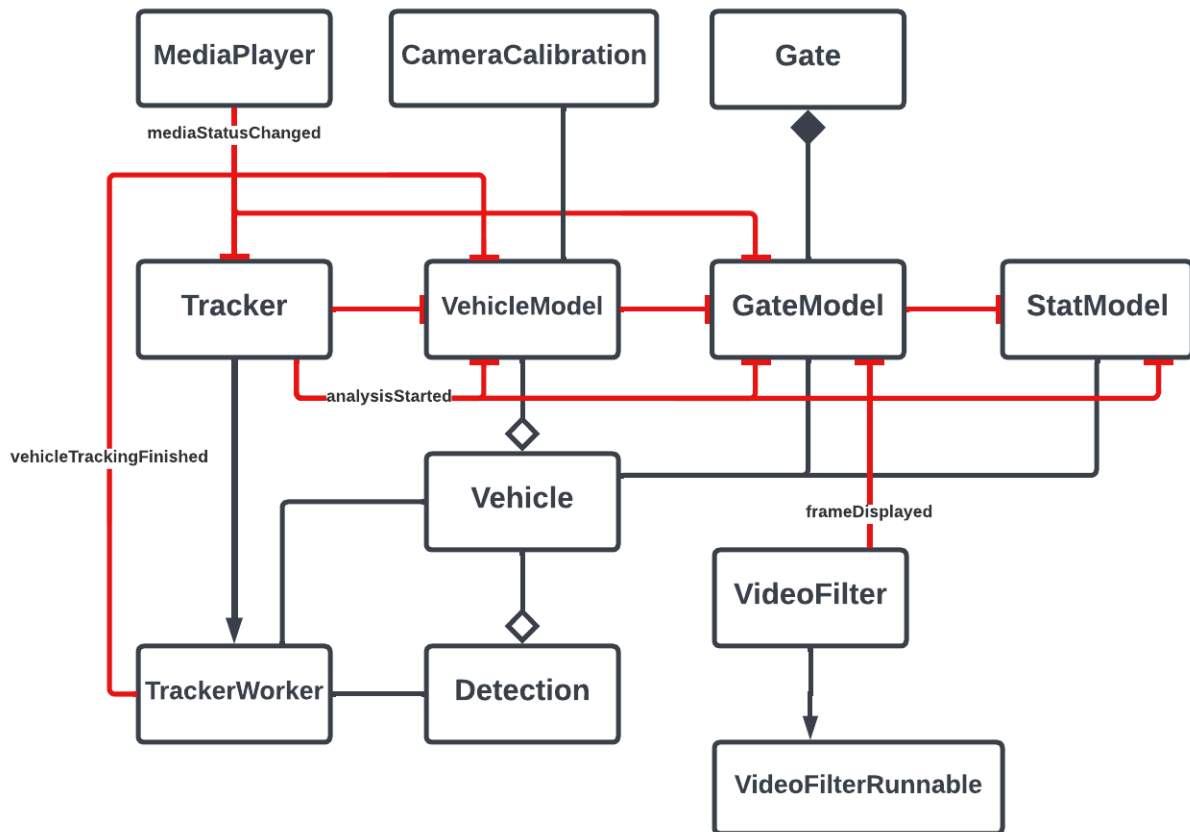 MediaPlayer
CameraCalibration
Gate
mediaStatusChanged
Tracker
VehicleModel
GateModel
StatModel
analysisStarted
vehicleTrackingFinished
Vehicle
frameDisplayed
VideoFilter
TrackerWorker
Detection
VideoFilterRunnable